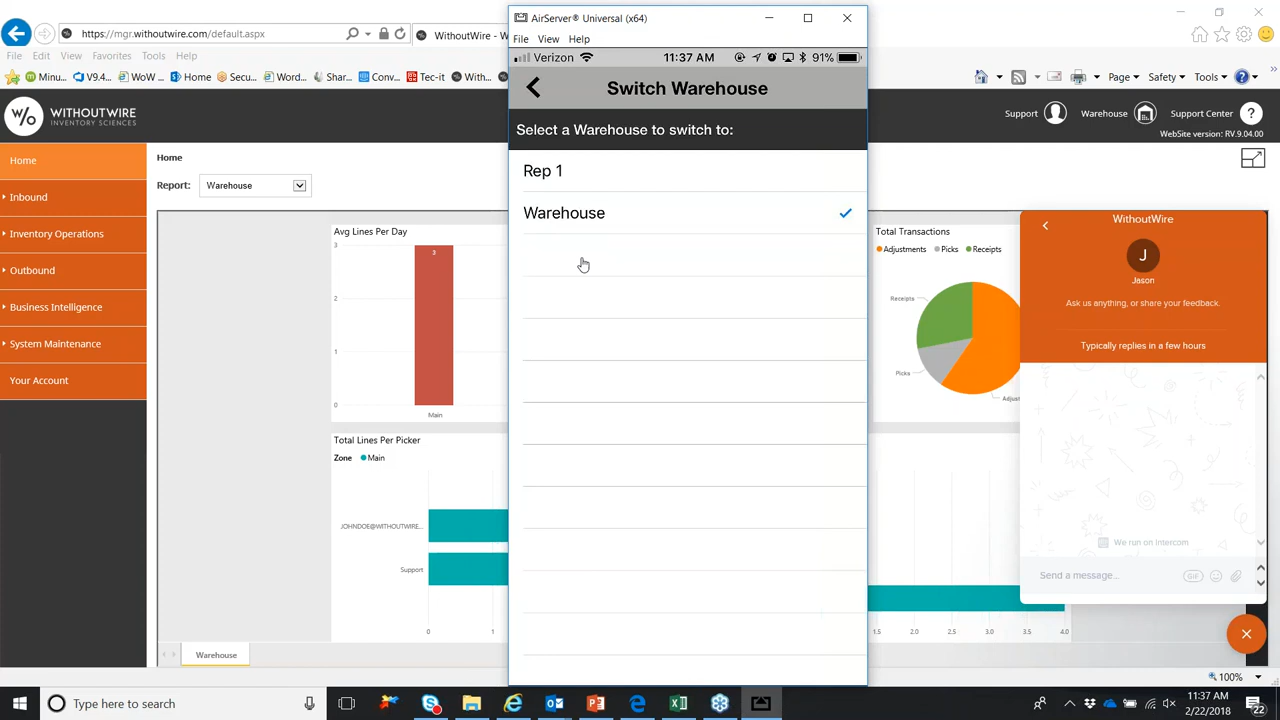 AirServer® Universal (x64)
File View Help
Verizon 11:37 AM 91%
Switch Warehouse
Select a Warehouse to switch to:
Rep 1
Warehouse
https://mgr.withoutwire.com/default.aspx
WithoutWire - W
File Edit View Favorites Tools Help
Minu... V9.4... Home Secu... Word... Shar... Conv... Tec-it With...
Page Safety Tools
W/o WITHOUTWIRE
INVENTORY SCIENCES
Support Warehouse Support Center ?
WebSite version: RV.9.04.00
Home
Inbound
Inventory Operations
Outbound
Business Intelligence
System Maintenance
Your Account
Home
Report: Warehouse
Avg Lines Per Day
3
2
1
0
3
Main
Total Lines Per Picker
Zone Main
JOHNDOE@WITHOUTWIRE...
Support
0 1
1.5 2.0 2.5 3.0 3.5 4.0
Warehouse
Total Transactions
Adjustments Picks Receipts
Receipts
Picks
Adjus
WithoutWire
J
Jason
Ask us anything, or share your feedback.
Typically replies in a few hours
We run on Intercom
Send a message...
GIF
100%
Type here to search
11:37 AM
2/22/2018
22